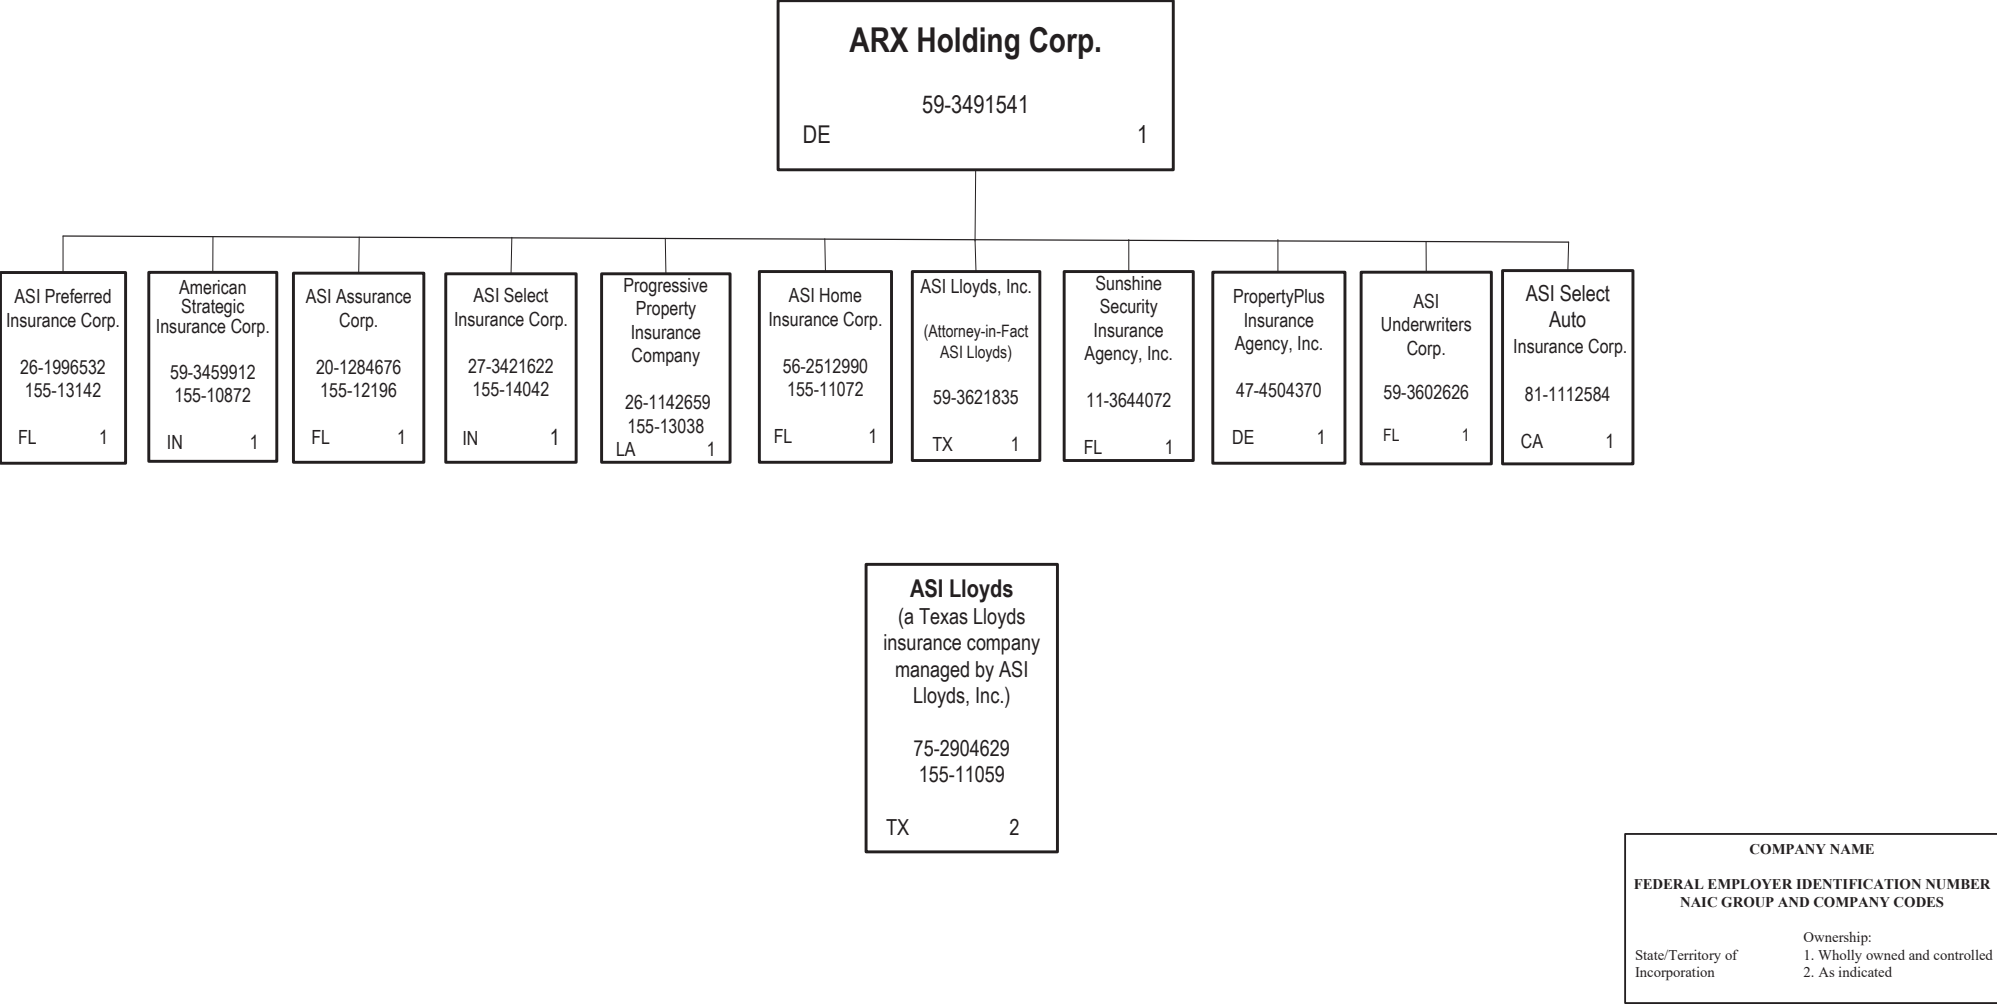 ARX Holding Corp.
59-3491541
DE 1
ASI Preferred
Insurance Corp.
26-1996532
155-13142
FL 1
American
Strategic
Insurance Corp.
59-3459912
155-10872
IN 1
ASI Assurance
Corp.
20-1284676
155-12196
FL 1
ASI Select
Insurance Corp.
27-3421622
155-14042
IN 1
Progressive
Property
Insurance
Company
26-1142659
155-13038
LA 1
ASI Home
Insurance Corp.
56-2512990
155-11072
FL 1
ASI Lloyds, Inc.
(Attorney-in-Fact
ASI Lloyds)
59-3621835
TX 1
Sunshine
Security
Insurance
Agency, Inc.
11-3644072
FL 1
PropertyPlus
Insurance
Agency, Inc.
47-4504370
DE 1
ASI
Underwriters
Corp.
59-3602626
FL 1
ASI Select
Auto
Insurance Corp.
81-1112584
CA 1
ASI Lloyds
(a Texas Lloyds
insurance company
managed by ASI
Lloyds, Inc.)
75-2904629
155-11059
TX 2
COMPANY NAME
FEDERAL EMPLOYER IDENTIFICATION NUMBER
NAIC GROUP AND COMPANY CODES
Ownership:
State/Territory of 1. Wholly owned and controlled
Incorporation 2. As indicated